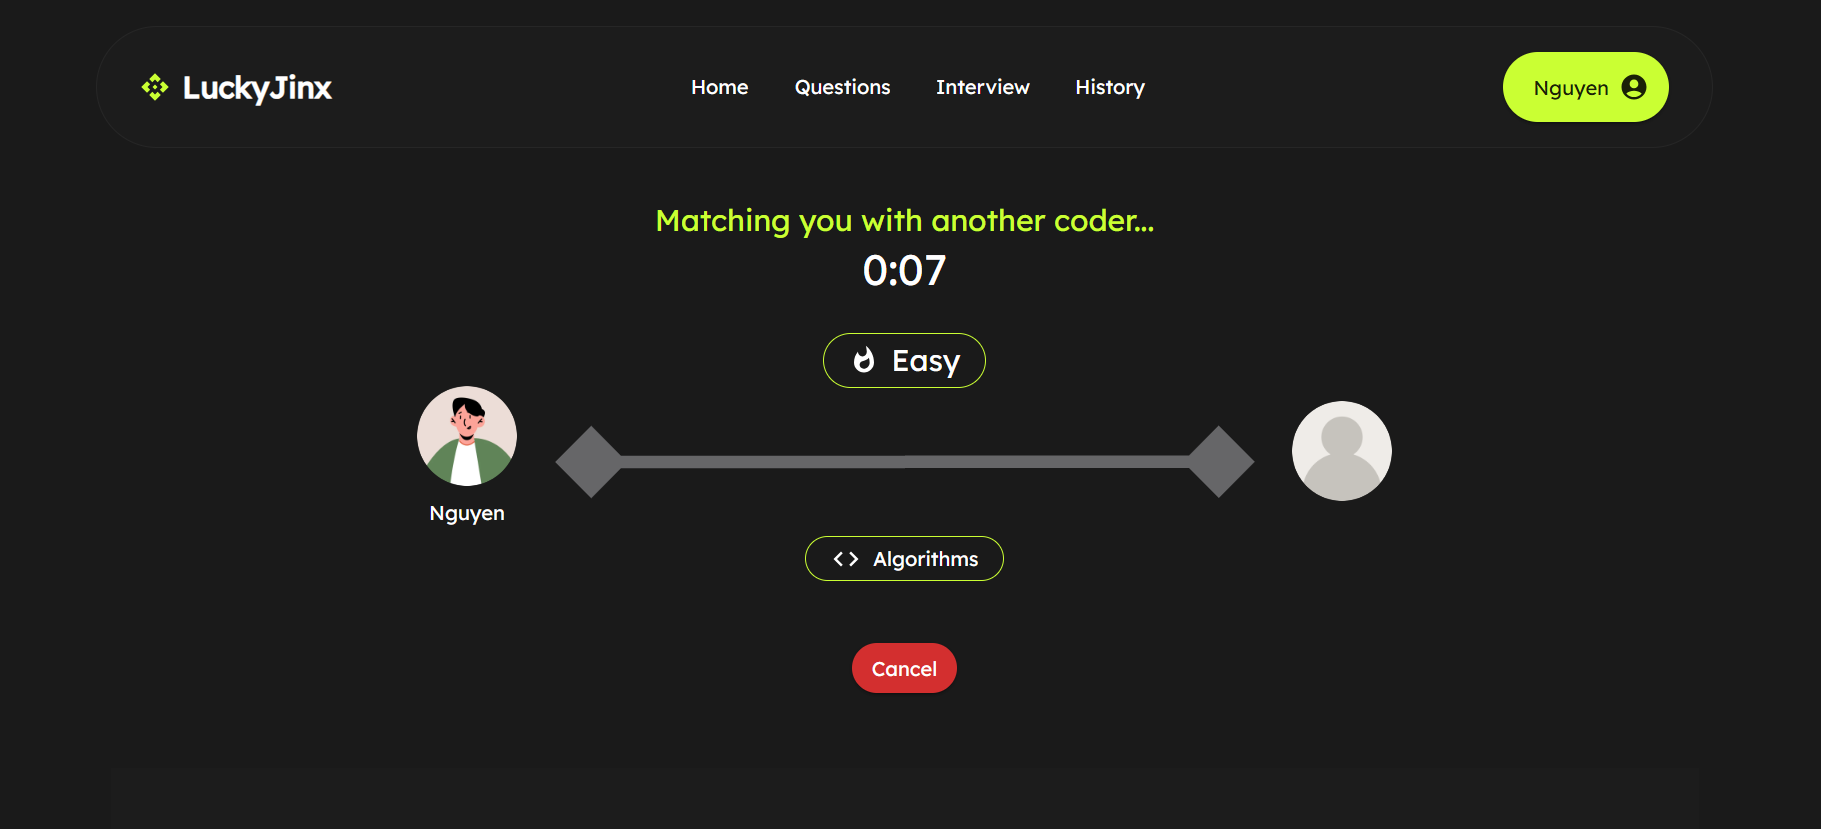 LuckyJinx
Home Questions Interview History
Nguyen
Matching you with another coder...
0:07
Easy
Nguyen
Algorithms
Cancel